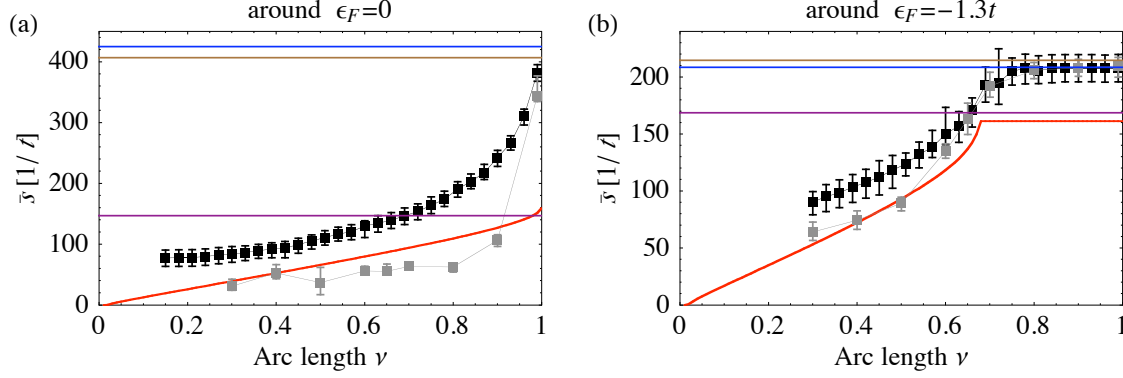 (a)
around ϵF=0
s̄ [1/ t]
400
300
200
100
0
0 0.2 0.4 0.6 0.8 1
Arc length ν
(b)
around ϵF=−1.3t
s̄ [1/ t]
200
150
100
50
0
0 0.2 0.4 0.6 0.8 1
Arc length ν